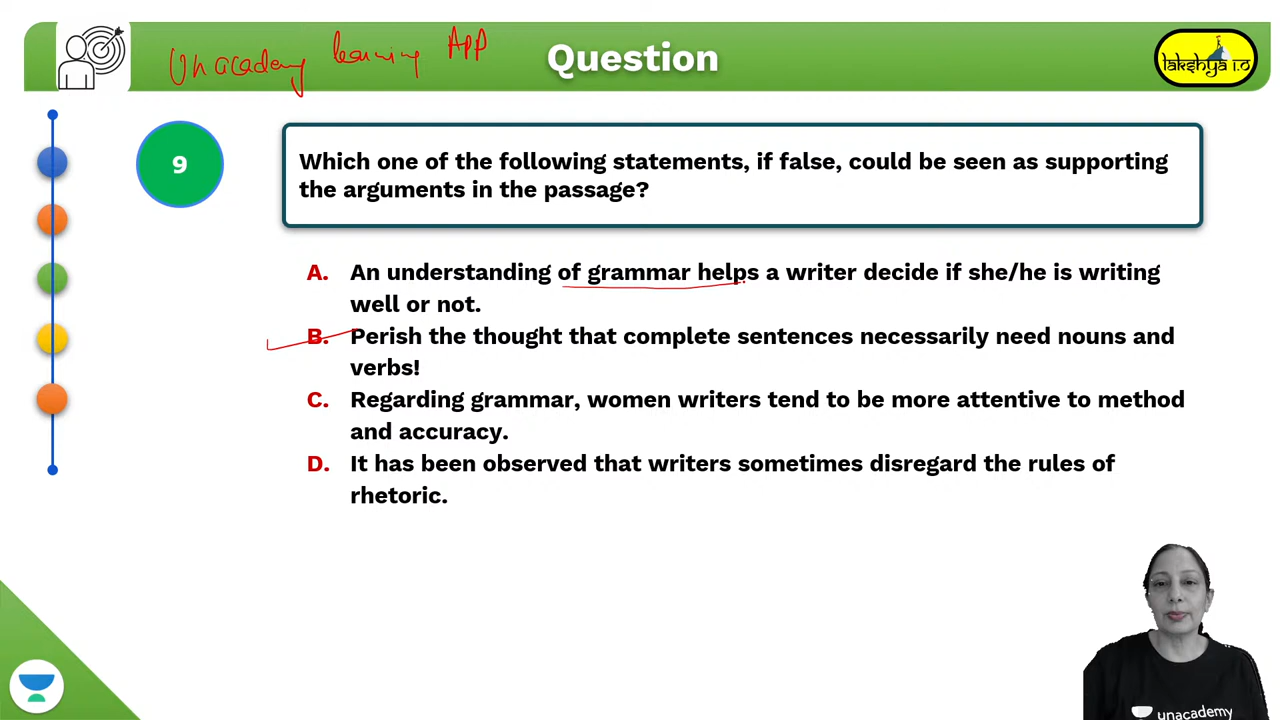 Unacademy learning App
Question
lakshya 1.0
9
Which one of the following statements, if false, could be seen as supporting
the arguments in the passage?
A. An understanding of grammar helps a writer decide if she/he is writing
well or not.
B. Perish the thought that complete sentences necessarily need nouns and
verbs!
C. Regarding grammar, women writers tend to be more attentive to method
and accuracy.
D. It has been observed that writers sometimes disregard the rules of
rhetoric.
unacademy